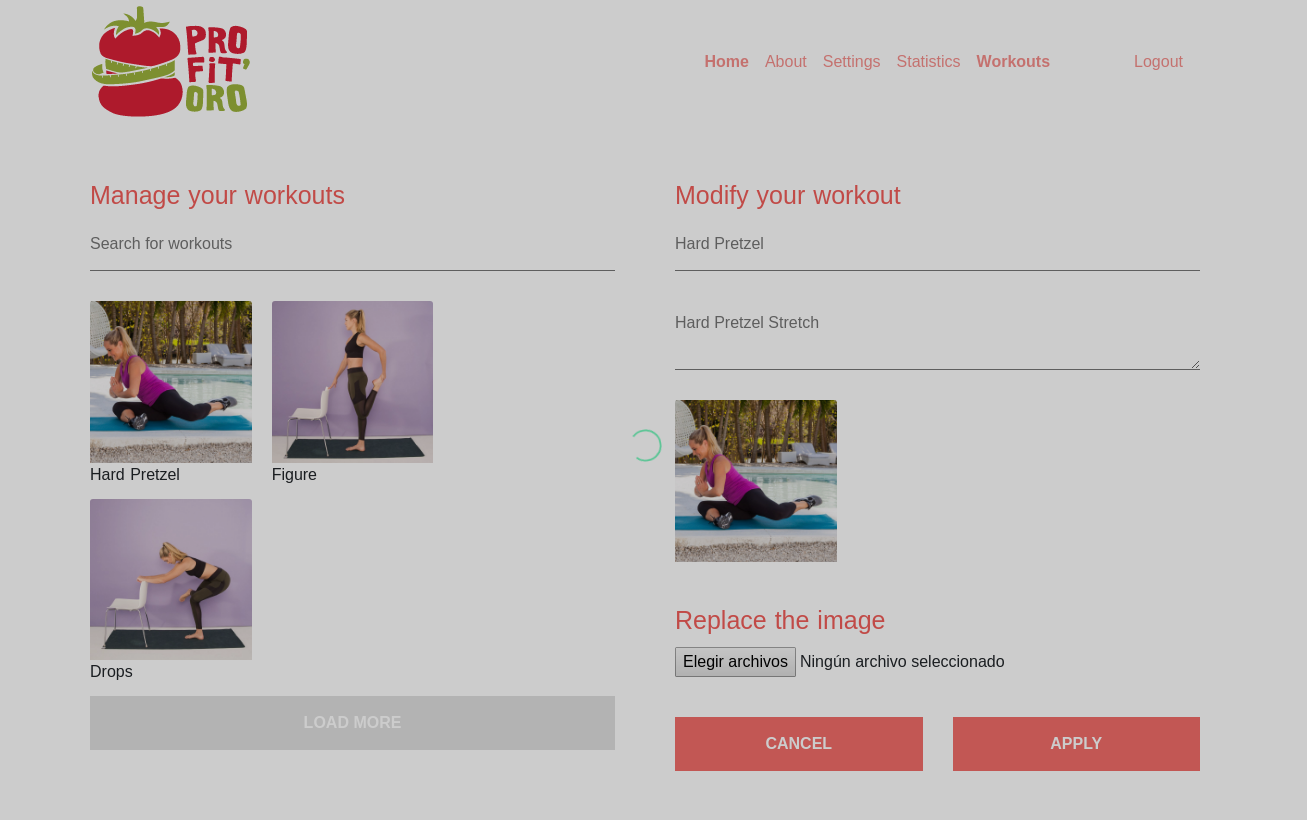 PRO
FIT'
ORO
Home About Settings Statistics Workouts Logout
Manage your workouts
Search for workouts
Hard Pretzel
Figure
Drops
LOAD MORE
Modify your workout
Hard Pretzel
Hard Pretzel Stretch
Replace the image
Elegir archivos Ningún archivo seleccionado
CANCEL
APPLY